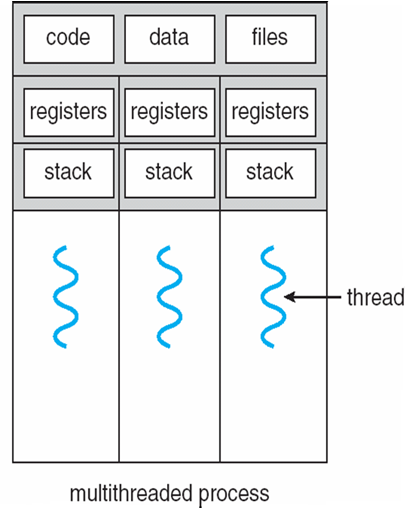 code data files
registers registers registers
stack stack stack
thread
multithreaded process